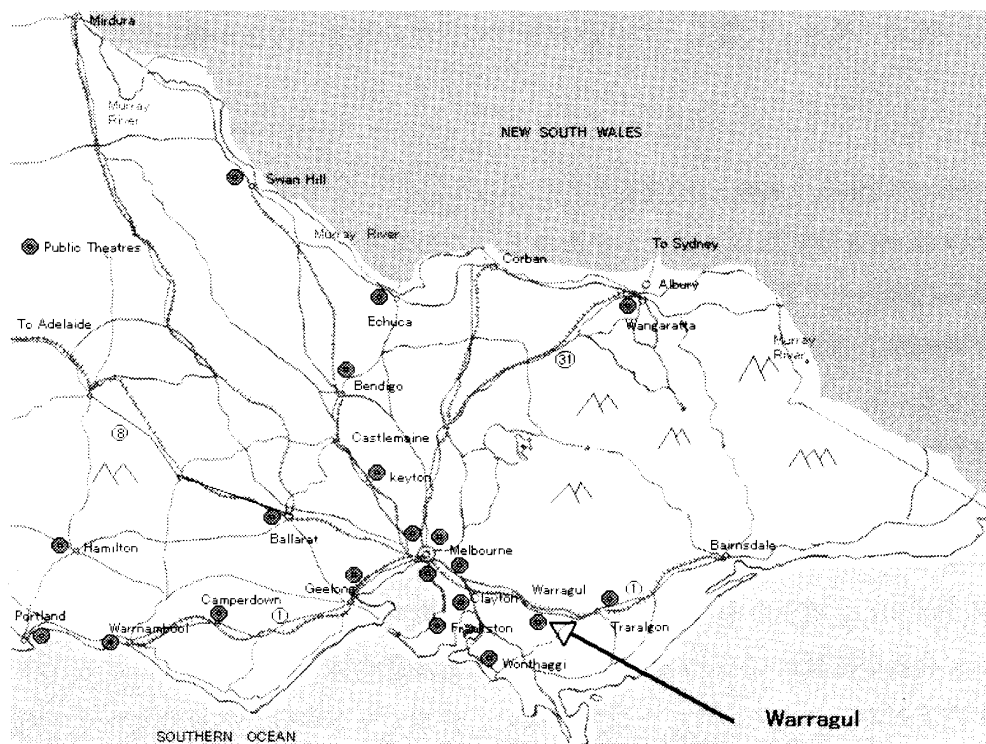 Mirdura
Murray
River
NEW SOUTH WALES
Swan Hill
Murray River
Public Theatres
To Sydney
Corban
Albury
Echuca
Wangaratta
To Adelaide
Murray
River
31
Bendigo
8
Castlemaine
keyton
Ballarat
Melbourne
Hamilton
Bairnsdale
Geelong
Warragul
1
Camperdown
Clayton
1
Portland
Warrnambool
Frankston
Traralgon
Wonthaggi
Warragul
SOUTHERN OCEAN